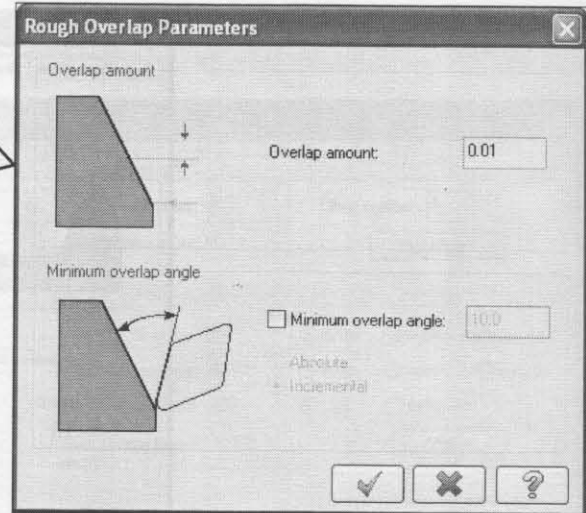 Rough Overlap Parameters
Overlap amount
Overlap amount: 0.01
Minimum overlap angle
Minimum overlap angle: 10.0
Absolute
Incremental